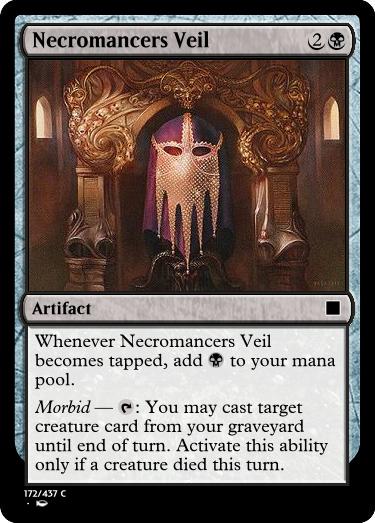 Necromancers Veil 2
Artifact
Whenever Necromancers Veil
becomes tapped, add to your mana
pool.
Morbid — : You may cast target
creature card from your graveyard
until end of turn. Activate this ability
only if a creature died this turn.
172/437 C